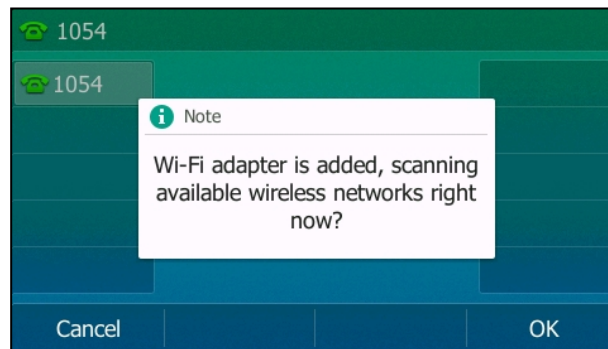 1054
1054
Note
Wi-Fi adapter is added, scanning
available wireless networks right
now?
Cancel
OK